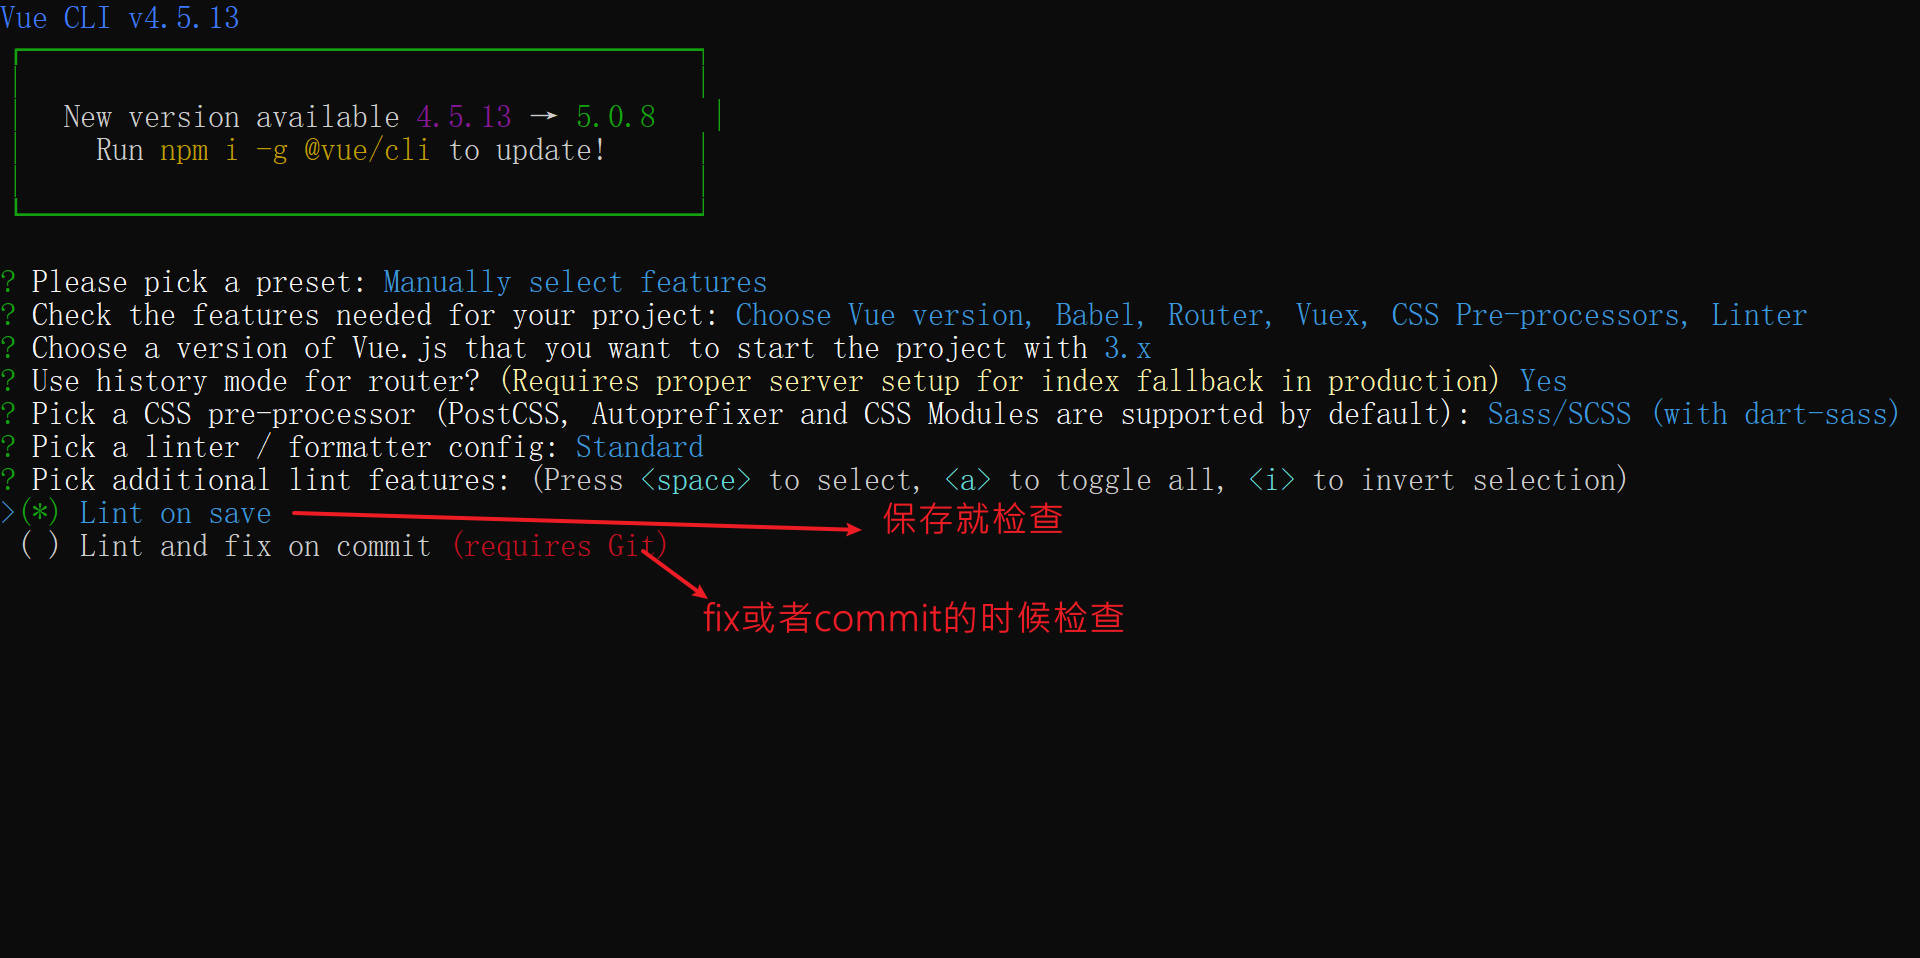 Vue CLI v4.5.13
New version available 4.5.13 → 5.0.8
Run npm i -g @vue/cli to update!
? Please pick a preset: Manually select features
? Check the features needed for your project: Choose Vue version, Babel, Router, Vuex, CSS Pre-processors, Linter
? Choose a version of Vue.js that you want to start the project with 3.x
? Use history mode for router? (Requires proper server setup for index fallback in production) Yes
? Pick a CSS pre-processor (PostCSS, Autoprefixer and CSS Modules are supported by default): Sass/SCSS (with dart-sass)
? Pick a linter / formatter config: Standard
? Pick additional lint features: (Press <space> to select, <a> to toggle all, <i> to invert selection)
>(*) Lint on save
保存就检查
( ) Lint and fix on commit (requires Git)
fix或者commit的时候检查